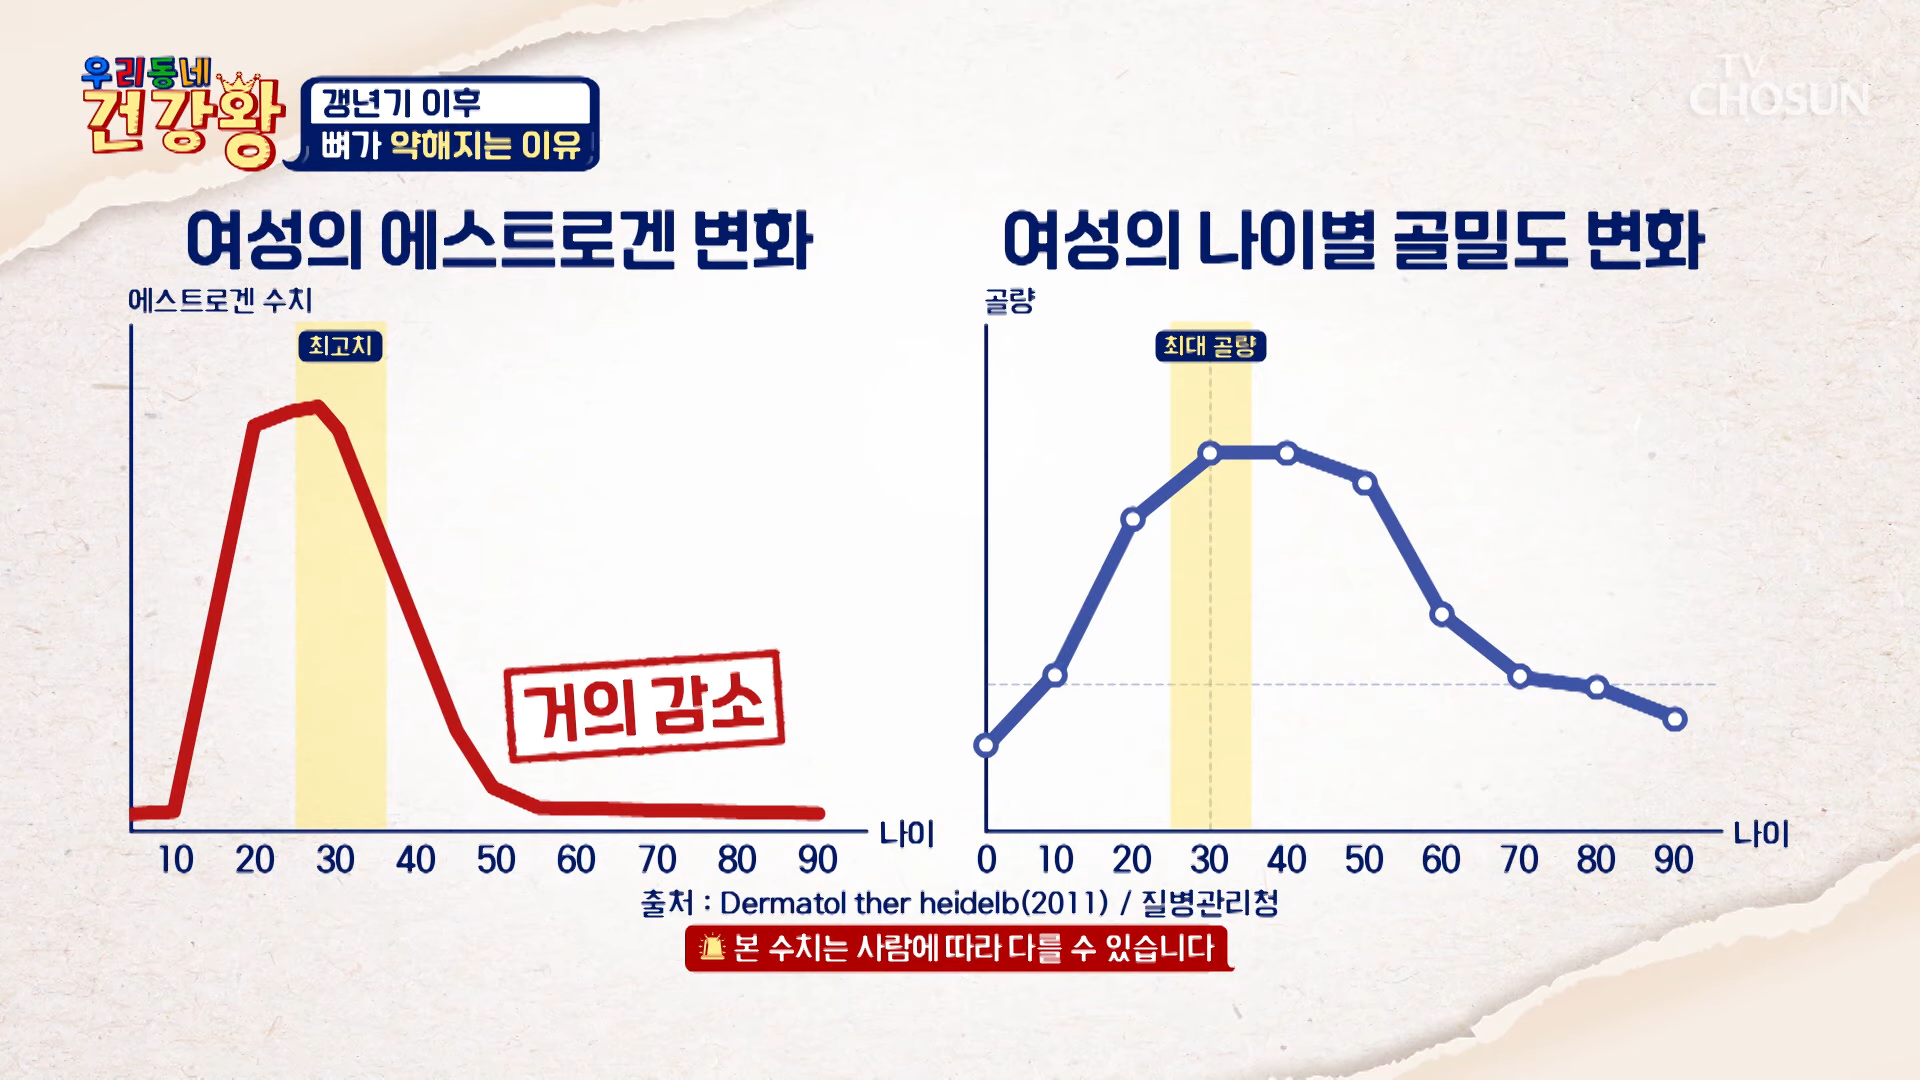 우리동네
건강왕
갱년기 이후
뼈가 약해지는 이유
TV
CHOSUN
여성의 에스트로겐 변화
에스트로겐 수치
최고치
거의 감소
나이
10 20 30 40 50 60 70 80 90
여성의 나이별 골밀도 변화
골량
최대 골량
나이
0 10 20 30 40 50 60 70 80 90
출처 : Dermatol ther heidelb(2011) / 질병관리청
본 수치는 사람에 따라 다를 수 있습니다